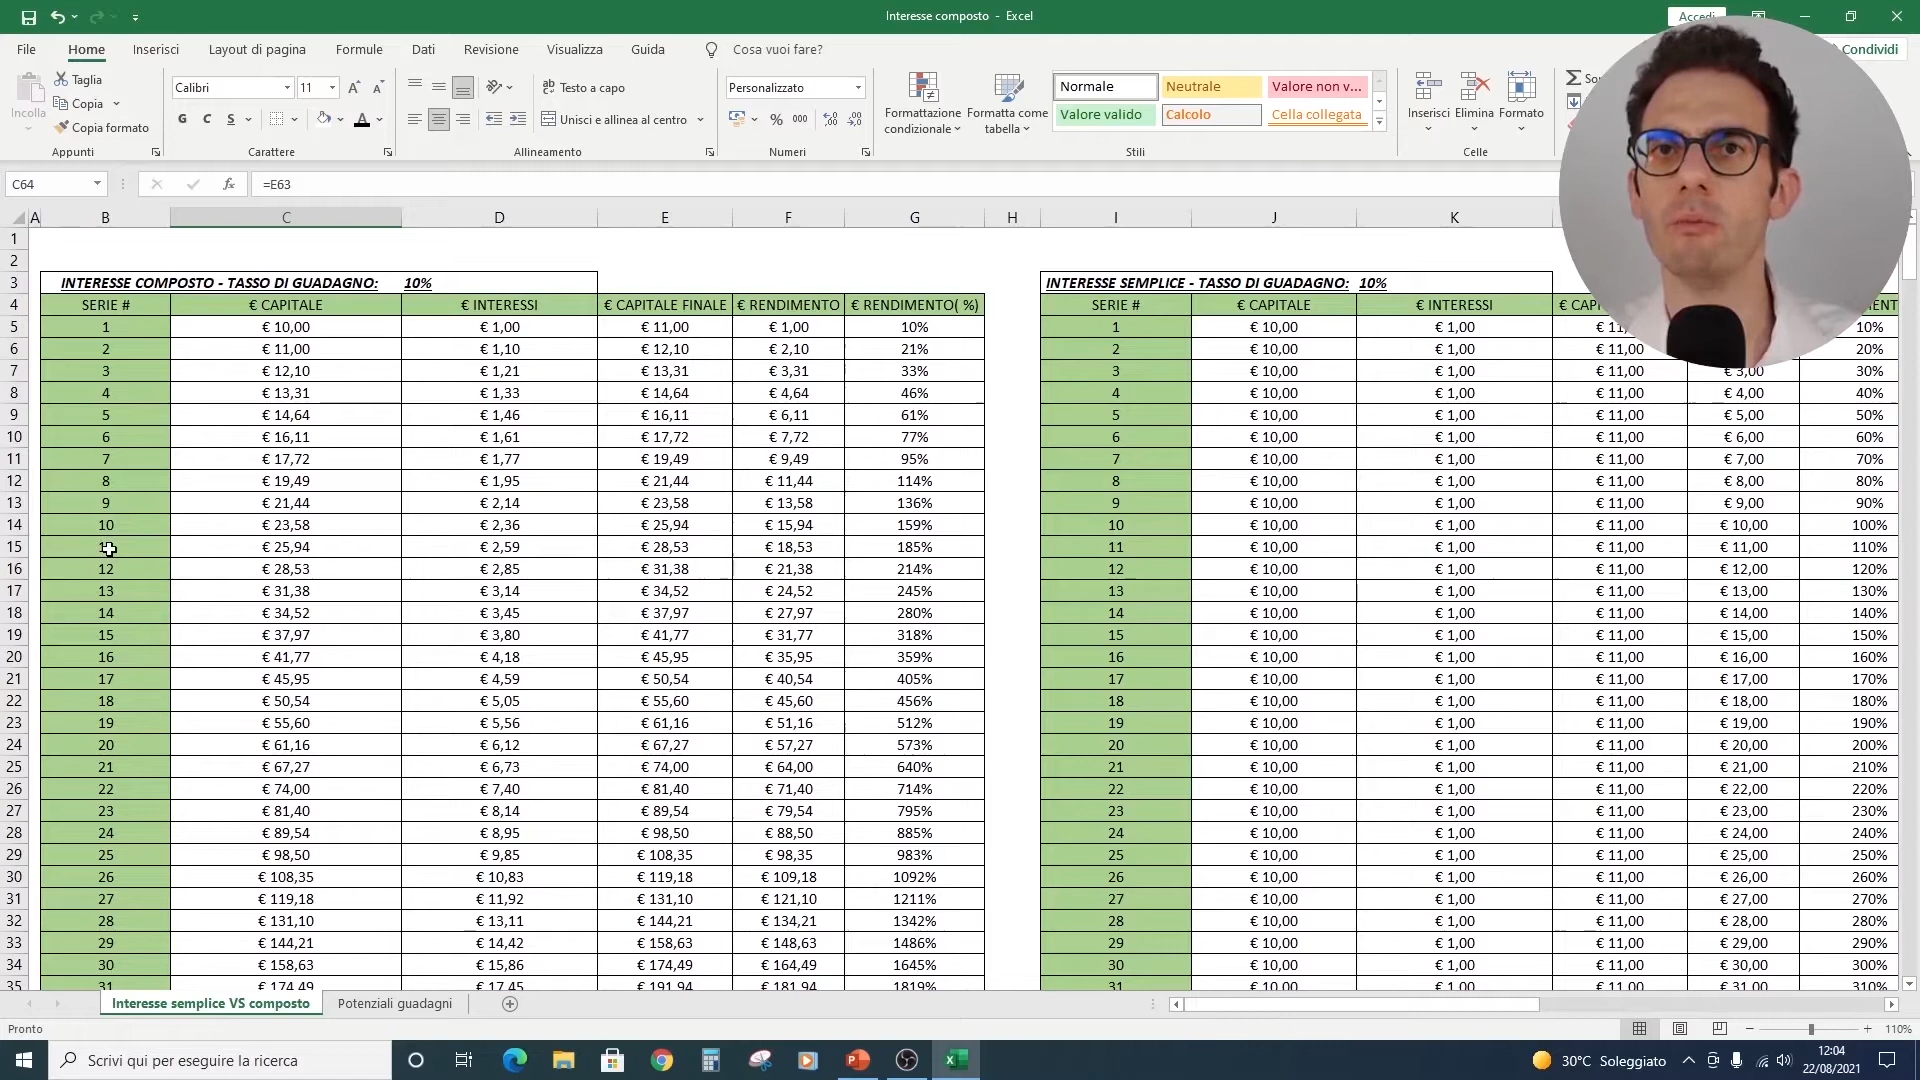 Interesse composto - Excel
Accedi
File Home Inserisci Layout di pagina Formule Dati Revisione Visualizza Guida Cosa vuoi fare? Condividi
Incolla
Taglia
Copia
Copia formato
Appunti
Calibri 11
G C S
Carattere
Testo a capo
Unisci e allinea al centro
Allineamento
Personalizzato
% 000
Numeri
Formattazione condizionale
Formatta come tabella
Normale Neutrale Valore non v...
Valore valido Calcolo Cella collegata
Stili
Inserisci Elimina Formato
Celle
C64 fx =E63
A B C D E F G H I J K
1
2
3 INTERESSE COMPOSTO - TASSO DI GUADAGNO: 10% INTERESSE SEMPLICE - TASSO DI GUADAGNO: 10%
4 SERIE # € CAPITALE € INTERESSI € CAPITALE FINALE € RENDIMENTO € RENDIMENTO( %) SERIE # € CAPITALE € INTERESSI
5 1 € 10,00 € 1,00 € 11,00 € 1,00 10% 1 € 10,00 € 1,00 10%
6 2 € 11,00 € 1,10 € 12,10 € 2,10 21% 2 € 10,00 € 1,00 € 11,00 20%
7 3 € 12,10 € 1,21 € 13,31 € 3,31 33% 3 € 10,00 € 1,00 € 11,00 € 3,00 30%
8 4 € 13,31 € 1,33 € 14,64 € 4,64 46% 4 € 10,00 € 1,00 € 11,00 € 4,00 40%
9 5 € 14,64 € 1,46 € 16,11 € 6,11 61% 5 € 10,00 € 1,00 € 11,00 € 5,00 50%
10 6 € 16,11 € 1,61 € 17,72 € 7,72 77% 6 € 10,00 € 1,00 € 11,00 € 6,00 60%
11 7 € 17,72 € 1,77 € 19,49 € 9,49 95% 7 € 10,00 € 1,00 € 11,00 € 7,00 70%
12 8 € 19,49 € 1,95 € 21,44 € 11,44 114% 8 € 10,00 € 1,00 € 11,00 € 8,00 80%
13 9 € 21,44 € 2,14 € 23,58 € 13,58 136% 9 € 10,00 € 1,00 € 11,00 € 9,00 90%
14 10 € 23,58 € 2,36 € 25,94 € 15,94 159% 10 € 10,00 € 1,00 € 11,00 € 10,00 100%
15 € 25,94 € 2,59 € 28,53 € 18,53 185% 11 € 10,00 € 1,00 € 11,00 € 11,00 110%
16 12 € 28,53 € 2,85 € 31,38 € 21,38 214% 12 € 10,00 € 1,00 € 11,00 € 12,00 120%
17 13 € 31,38 € 3,14 € 34,52 € 24,52 245% 13 € 10,00 € 1,00 € 11,00 € 13,00 130%
18 14 € 34,52 € 3,45 € 37,97 € 27,97 280% 14 € 10,00 € 1,00 € 11,00 € 14,00 140%
19 15 € 37,97 € 3,80 € 41,77 € 31,77 318% 15 € 10,00 € 1,00 € 11,00 € 15,00 150%
20 16 € 41,77 € 4,18 € 45,95 € 35,95 359% 16 € 10,00 € 1,00 € 11,00 € 16,00 160%
21 17 € 45,95 € 4,59 € 50,54 € 40,54 405% 17 € 10,00 € 1,00 € 11,00 € 17,00 170%
22 18 € 50,54 € 5,05 € 55,60 € 45,60 456% 18 € 10,00 € 1,00 € 11,00 € 18,00 180%
23 19 € 55,60 € 5,56 € 61,16 € 51,16 512% 19 € 10,00 € 1,00 € 11,00 € 19,00 190%
24 20 € 61,16 € 6,12 € 67,27 € 57,27 573% 20 € 10,00 € 1,00 € 11,00 € 20,00 200%
25 21 € 67,27 € 6,73 € 74,00 € 64,00 640% 21 € 10,00 € 1,00 € 11,00 € 21,00 210%
26 22 € 74,00 € 7,40 € 81,40 € 71,40 714% 22 € 10,00 € 1,00 € 11,00 € 22,00 220%
27 23 € 81,40 € 8,14 € 89,54 € 79,54 795% 23 € 10,00 € 1,00 € 11,00 € 23,00 230%
28 24 € 89,54 € 8,95 € 98,50 € 88,50 885% 24 € 10,00 € 1,00 € 11,00 € 24,00 240%
29 25 € 98,50 € 9,85 € 108,35 € 98,35 983% 25 € 10,00 € 1,00 € 11,00 € 25,00 250%
30 26 € 108,35 € 10,83 € 119,18 € 109,18 1092% 26 € 10,00 € 1,00 € 11,00 € 26,00 260%
31 27 € 119,18 € 11,92 € 131,10 € 121,10 1211% 27 € 10,00 € 1,00 € 11,00 € 27,00 270%
32 28 € 131,10 € 13,11 € 144,21 € 134,21 1342% 28 € 10,00 € 1,00 € 11,00 € 28,00 280%
33 29 € 144,21 € 14,42 € 158,63 € 148,63 1486% 29 € 10,00 € 1,00 € 11,00 € 29,00 290%
34 30 € 158,63 € 15,86 € 174,49 € 164,49 1645% 30 € 10,00 € 1,00 € 11,00 € 30,00 300%
35 31 € 174,49 € 17,45 € 191,94 € 181,94 1819% 31 € 10,00 € 1,00 € 11,00 € 31,00 310%
Interesse semplice VS composto Potenziali guadagni
Pronto 110%
Scrivi qui per eseguire la ricerca 30°C Soleggiato 12:04
22/08/2021